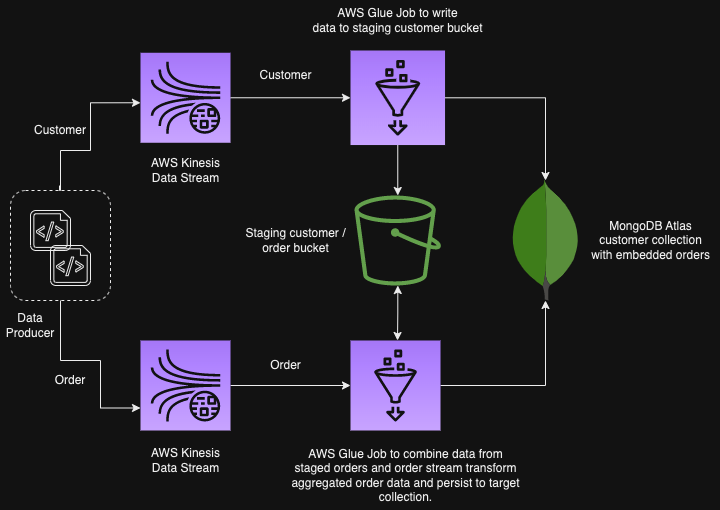 AWS Glue Job to write
data to staging customer bucket
Customer
Customer
AWS Kinesis
Data Stream
</>
</>
Staging customer /
order bucket
MongoDB Atlas
customer collection
with embedded orders
Data
Producer
Order
Order
AWS Kinesis
Data Stream
AWS Glue Job to combine data from
staged orders and order stream transform
aggregated order data and persist to target
collection.